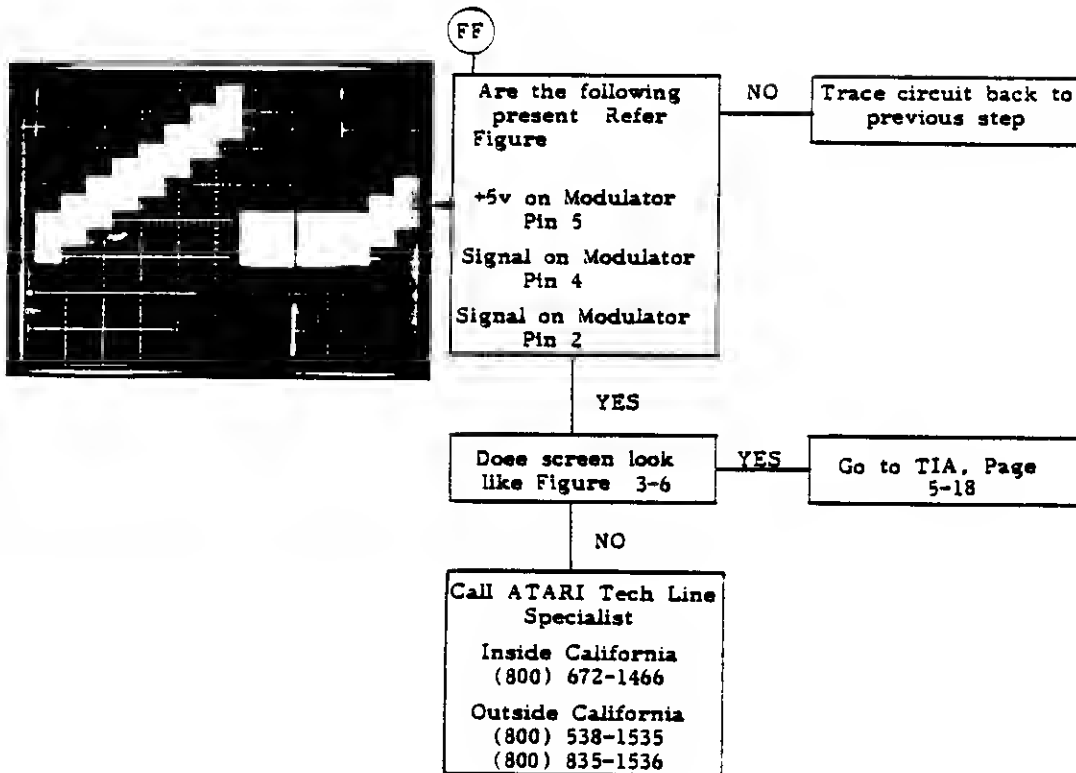 FF
Are the following
present Refer
Figure
+5v on Modulator
Pin 5
Signal on Modulator
Pin 4
Signal on Modulator
Pin 2
NO
Trace circuit back to
previous step
YES
Doee screen look
like Figure 3-6
YES
Go to TIA, Page
5-18
NO
Call ATARI Tech Line
Specialist
Inside California
(800) 672-1466
Outside California
(800) 538-1535
(800) 835-1536